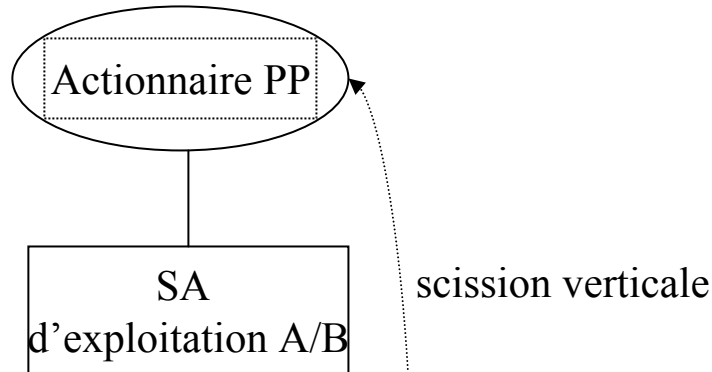 Actionnaire PP
SA
d’exploitation A/B
scission verticale